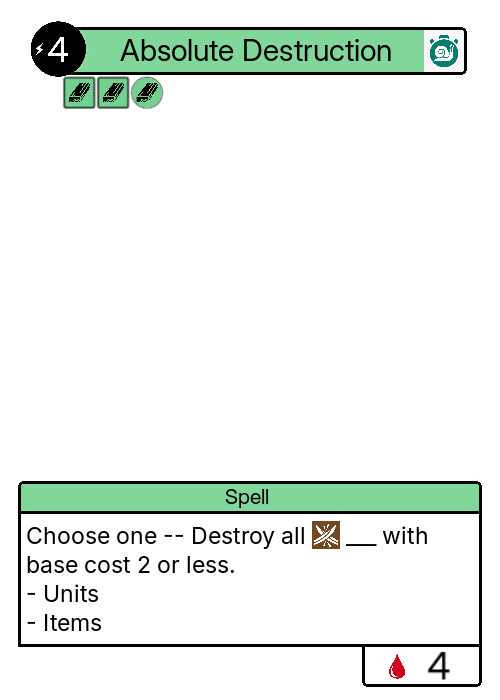 4
Absolute Destruction
Spell
Choose one -- Destroy all ___ with
base cost 2 or less.
- Units
- Items
4